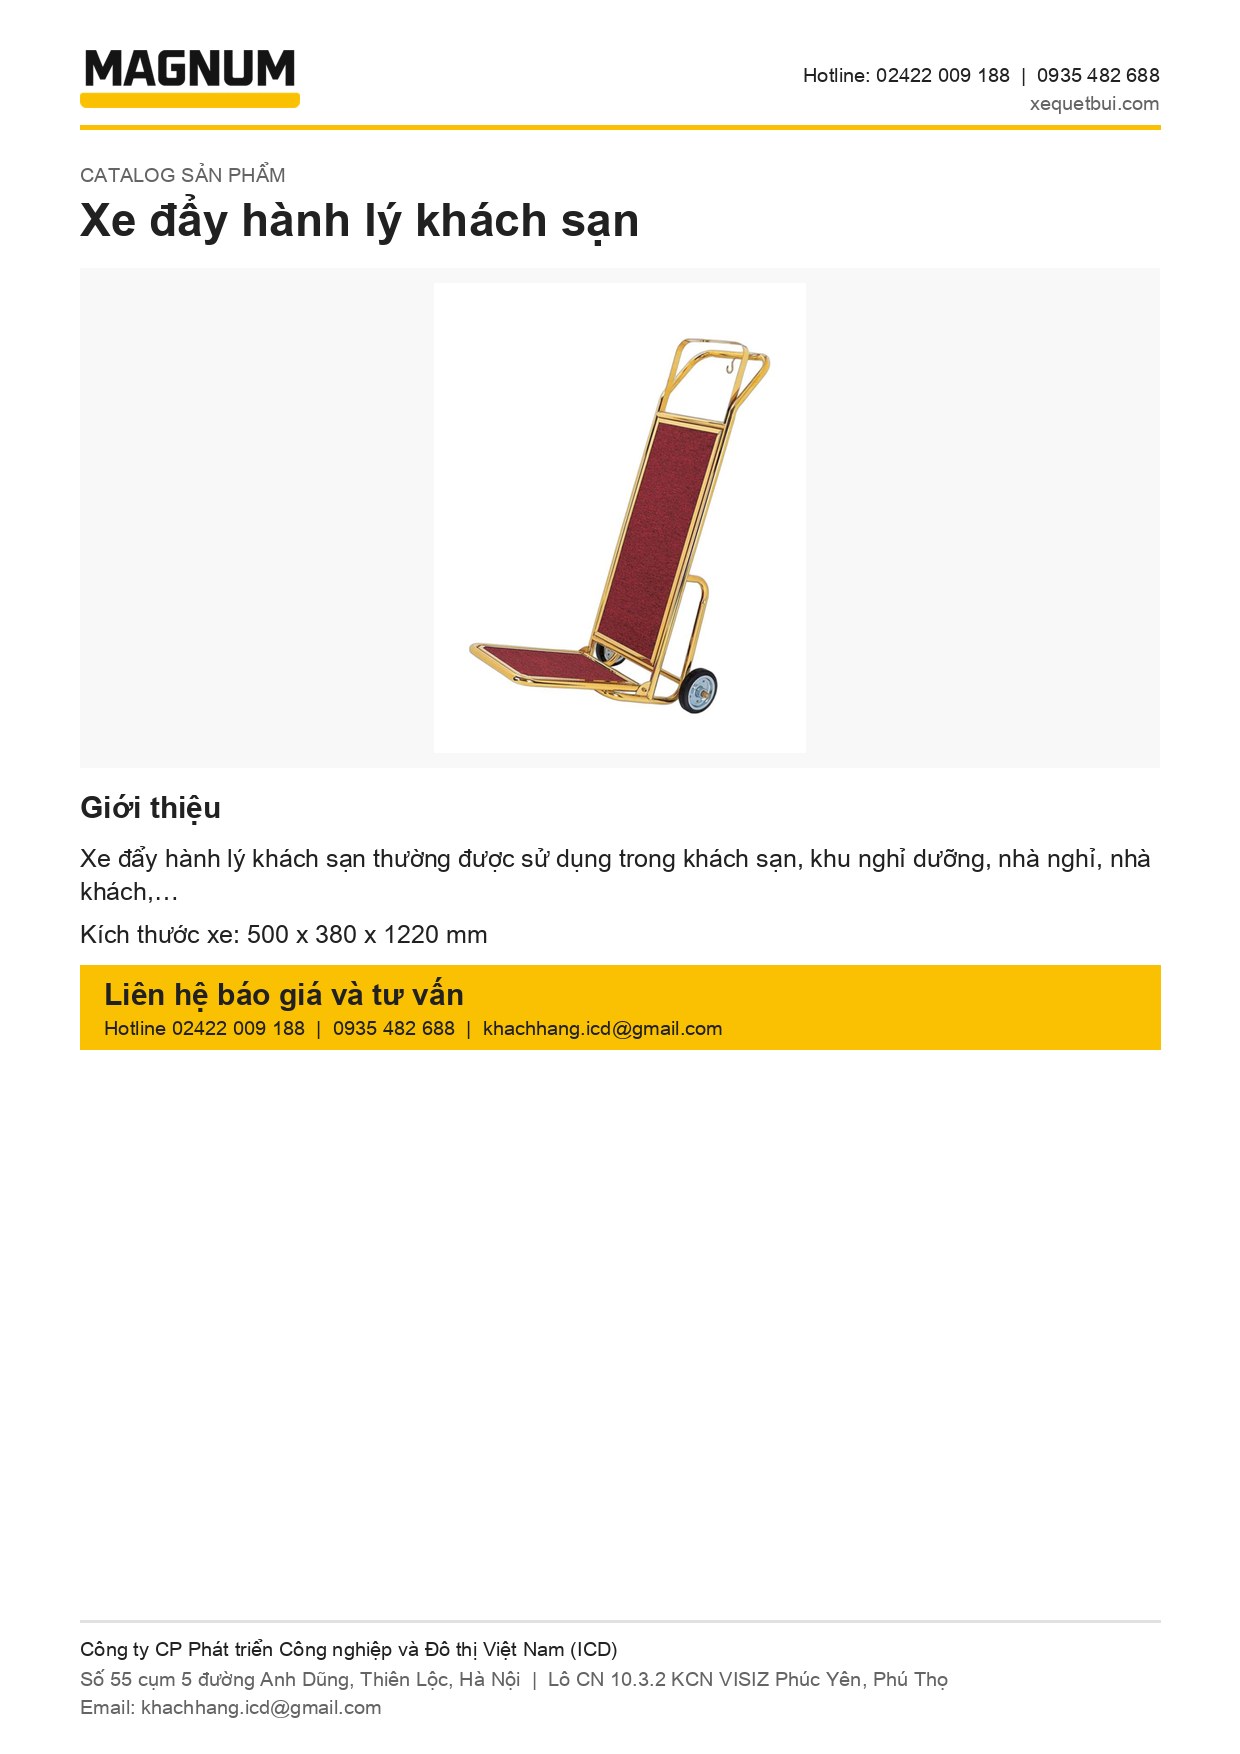 MAGNUM
Hotline: 02422 009 188 | 0935 482 688
xequetbui.com
CATALOG SẢN PHẨM
Xe đẩy hành lý khách sạn
Giới thiệu
Xe đẩy hành lý khách sạn thường được sử dụng trong khách sạn, khu nghỉ dưỡng, nhà nghỉ, nhà
khách,…
Kích thước xe: 500 x 380 x 1220 mm
Liên hệ báo giá và tư vấn
Hotline 02422 009 188 | 0935 482 688 | khachhang.icd@gmail.com
Công ty CP Phát triển Công nghiệp và Đô thị Việt Nam (ICD)
Số 55 cụm 5 đường Anh Dũng, Thiên Lộc, Hà Nội | Lô CN 10.3.2 KCN VISIZ Phúc Yên, Phú Thọ
Email: khachhang.icd@gmail.com